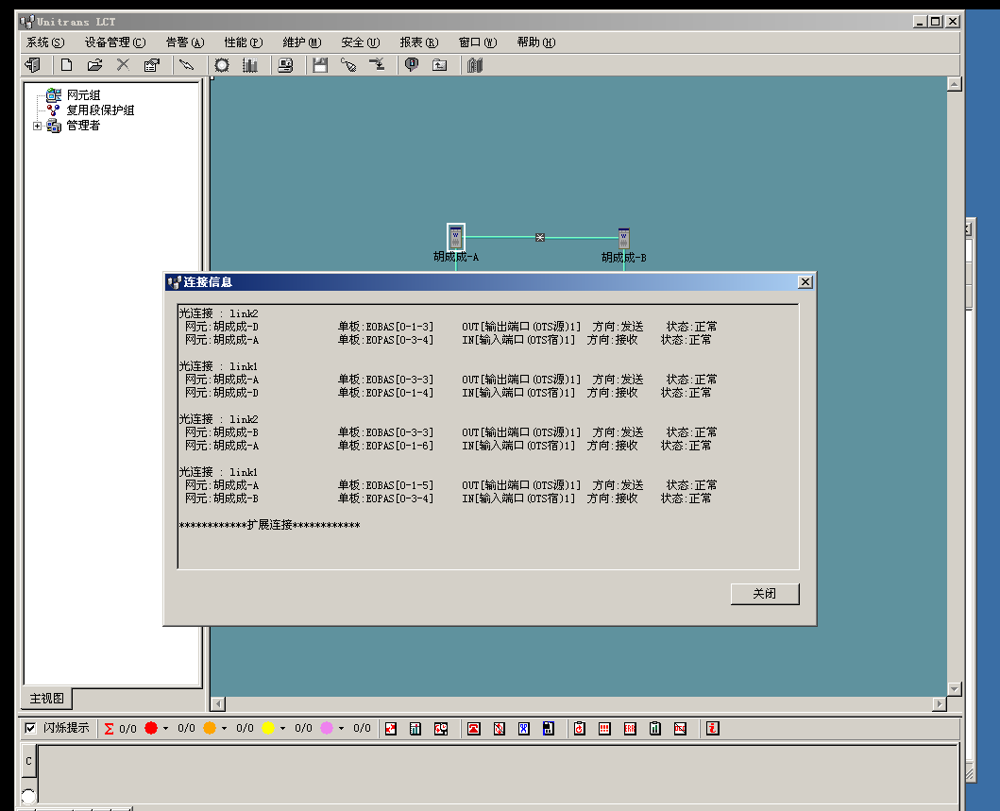 Unitrans LCT
系统(S) 设备管理(C) 告警(A) 性能(P) 维护(M) 安全(U) 报表(R) 窗口(W) 帮助(H)
网元组
复用段保护组
管理者
胡成成-A 胡成成-B
连接信息
光连接 : link2
网元:胡成成-D 单板:EOBAS[0-1-3] OUT[输出端口(OTS源)1] 方向:发送 状态:正常
网元:胡成成-A 单板:EOPAS[0-3-4] IN[输入端口(OTS宿)1] 方向:接收 状态:正常
光连接 : link1
网元:胡成成-A 单板:EOBAS[0-3-3] OUT[输出端口(OTS源)1] 方向:发送 状态:正常
网元:胡成成-D 单板:EOPAS[0-1-4] IN[输入端口(OTS宿)1] 方向:接收 状态:正常
光连接 : link2
网元:胡成成-B 单板:EOBAS[0-3-3] OUT[输出端口(OTS源)1] 方向:发送 状态:正常
网元:胡成成-A 单板:EOPAS[0-1-6] IN[输入端口(OTS宿)1] 方向:接收 状态:正常
光连接 : link1
网元:胡成成-A 单板:EOBAS[0-1-5] OUT[输出端口(OTS源)1] 方向:发送 状态:正常
网元:胡成成-B 单板:EOPAS[0-3-4] IN[输入端口(OTS宿)1] 方向:接收 状态:正常
************扩展连接************
关闭
主视图
闪烁提示 Σ 0/0 0/0 0/0 0/0 0/0
C